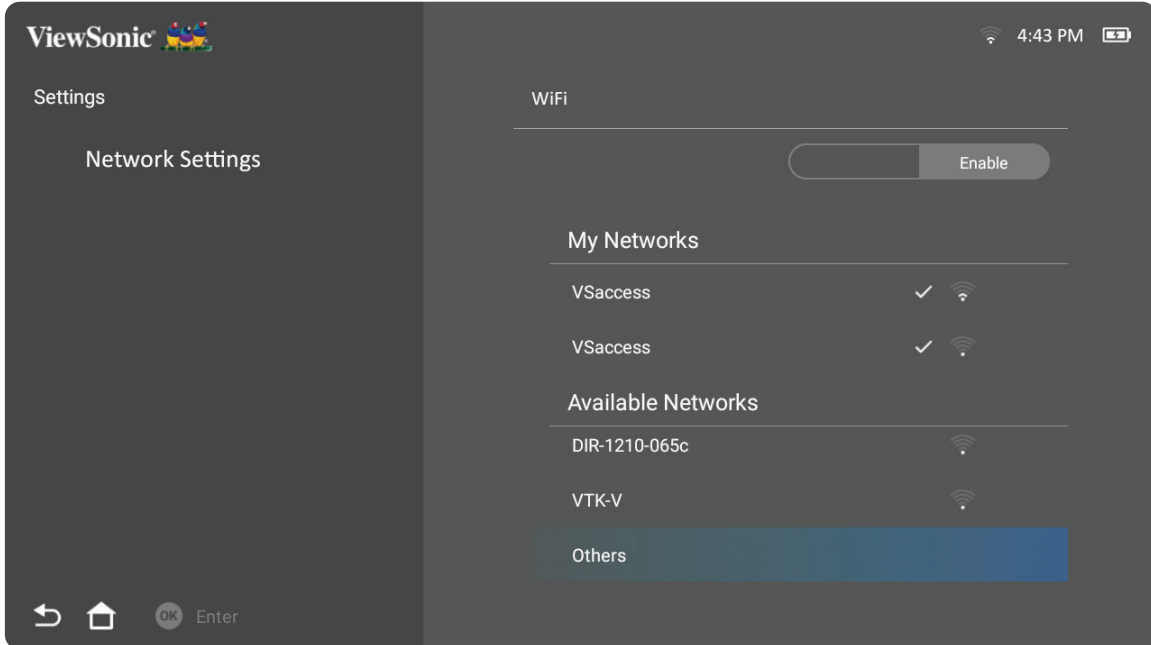 ViewSonic
4:43 PM
Settings
WiFi
Network Settings
Enable
My Networks
VSaccess
VSaccess
Available Networks
DIR-1210-065c
VTK-V
Others
OK Enter